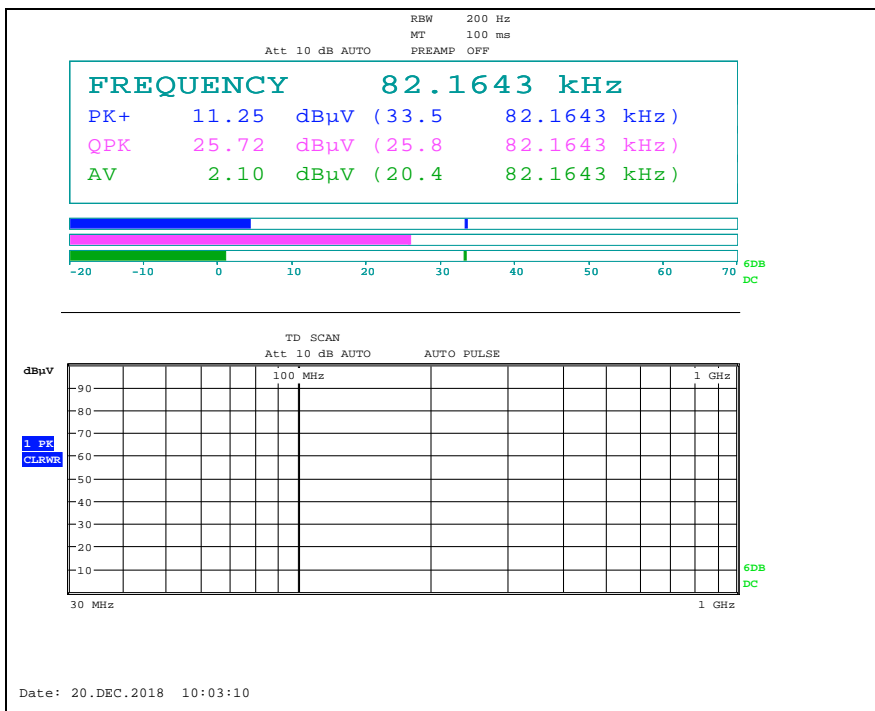 RBW 200 Hz
MT 100 ms
Att 10 dB AUTO PREAMP OFF
FREQUENCY 82.1643 kHz
PK+ 11.25 dBµV (33.5 82.1643 kHz)
QPK 25.72 dBµV (25.8 82.1643 kHz)
AV 2.10 dBµV (20.4 82.1643 kHz)
-20 -10 0 10 20 30 40 50 60 70
6DB
DC
TD SCAN
Att 10 dB AUTO AUTO PULSE
dBµV
100 MHz 1 GHz
90
80
70
1 PK
CLRWR
60
50
40
30
20
10
6DB
DC
30 MHz 1 GHz
Date: 20.DEC.2018 10:03:10